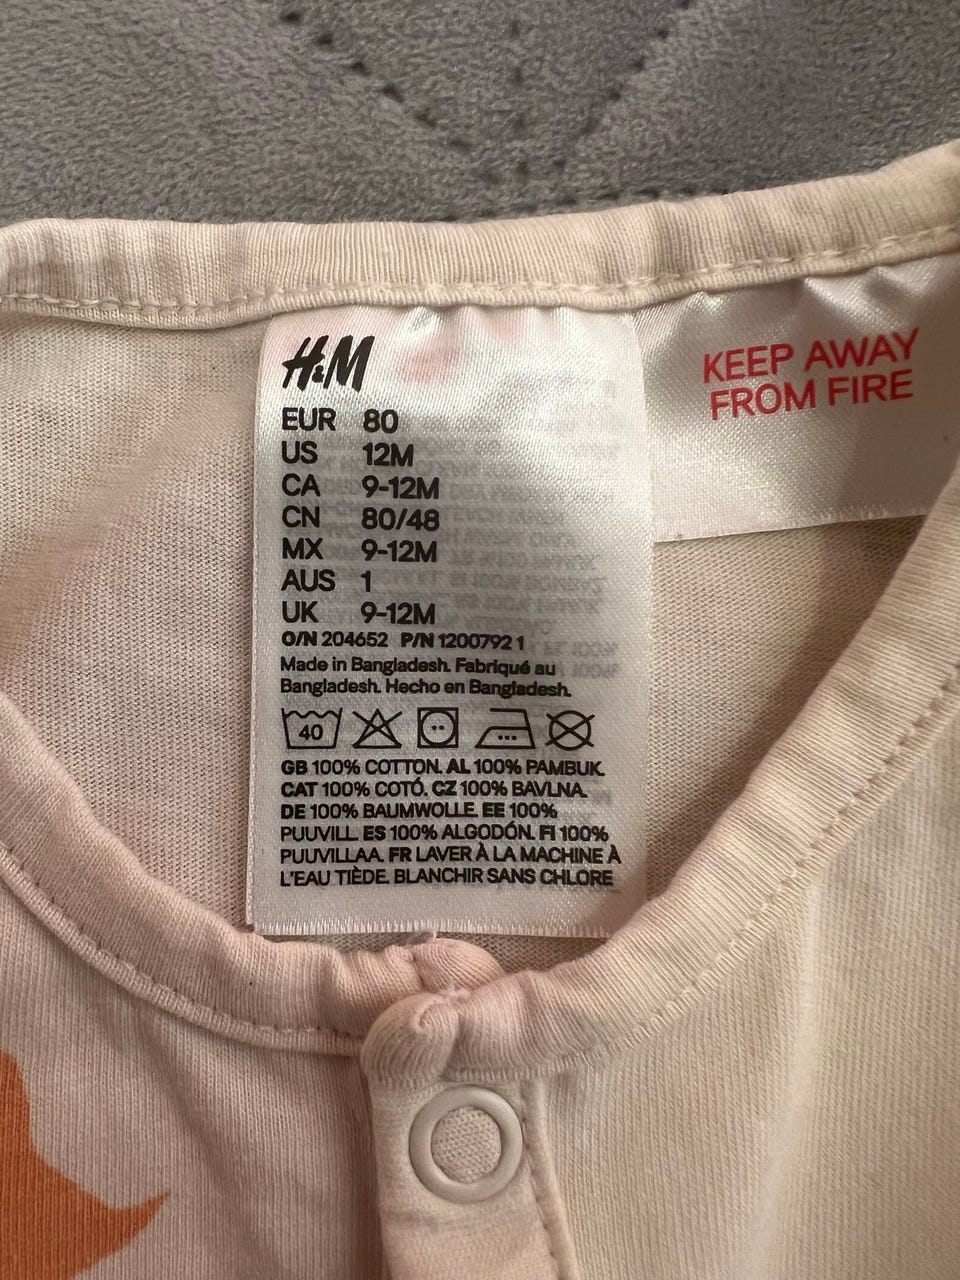 H&M
EUR 80
US 12M
CA 9-12M
CN 80/48
MX 9-12M
AUS 1
UK 9-12M
O/N 204652 P/N 1200792 1
Made in Bangladesh. Fabriqué au
Bangladesh. Hecho en Bangladesh.
40
GB 100% COTTON. AL 100% PAMBUK.
CAT 100% COTÓ. CZ 100% BAVLNA.
DE 100% BAUMWOLLE. EE 100%
PUUVILL. ES 100% ALGODÓN. FI 100%
PUUVILLAA. FR LAVER À LA MACHINE À
L'EAU TIÈDE. BLANCHIR SANS CHLORE
KEEP AWAY
FROM FIRE